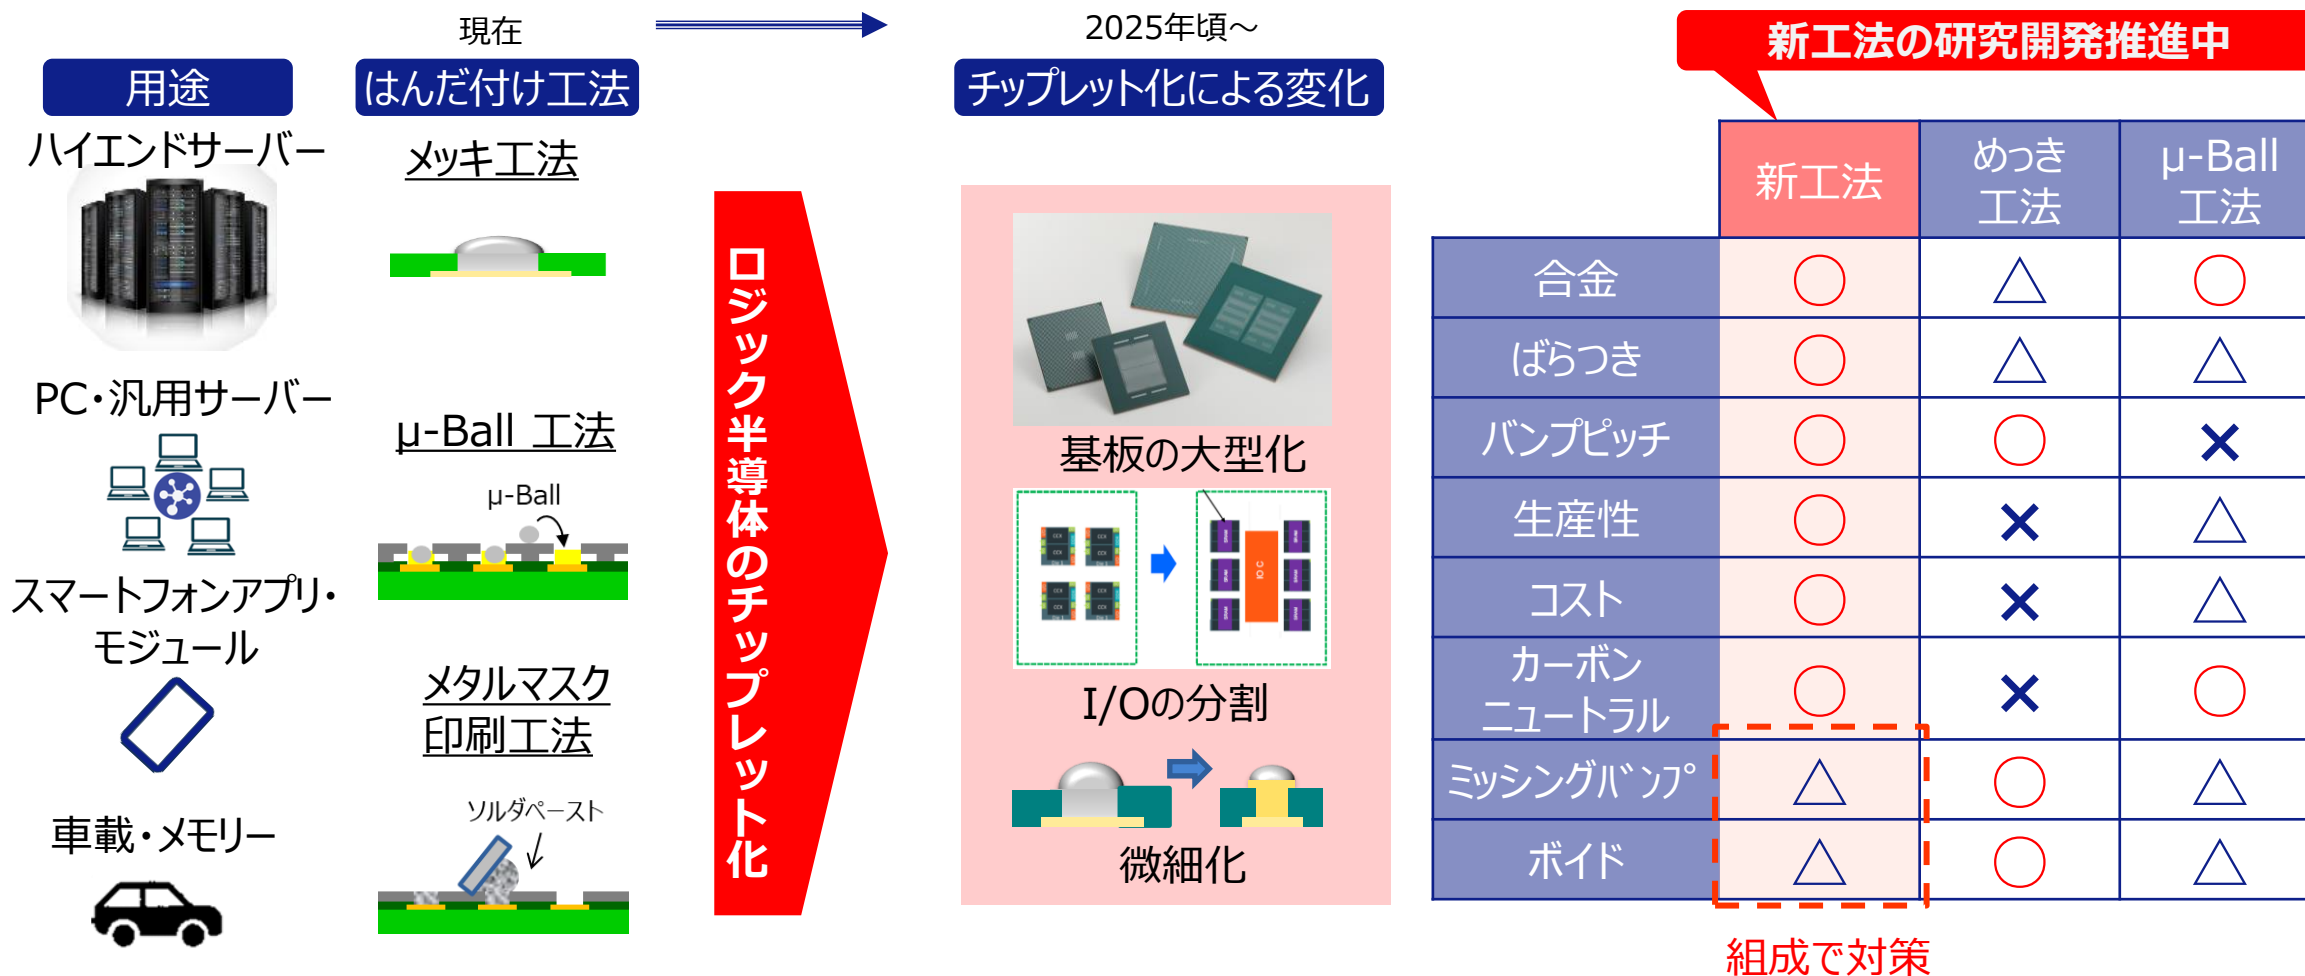 現在
2025年頃～
新工法の研究開発推進中
用途
はんだ付け工法
チップレット化による変化
ハイエンドサーバー
メッキ工法
PC・汎用サーバー
μ-Ball 工法
μ-Ball
スマートフォンアプリ・
モジュール
メタルマスク
印刷工法
ソルダペースト
車載・メモリー
ロジック半導体のチップレット化
基板の大型化
CCX
CCX
CCX
CCX
CCX
CCX
CCX
CCX
IO C
I/Oの分割
微細化
新工法
めっき
工法
μ-Ball
工法
合金 ○ △ ○
ばらつき ○ △ △
バンプピッチ ○ ○ ×
生産性 ○ × △
コスト ○ × △
カーボン
ニュートラル ○ × ○
ミッシングバンプ △ ○ △
ボイド △ ○ △
組成で対策